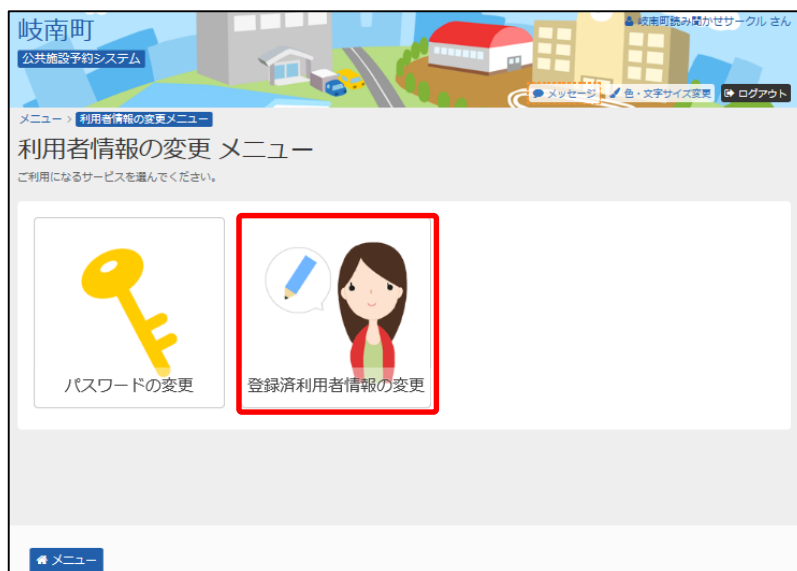 岐南町
岐南町読み聞かせサークル さん
公共施設予約システム
メッセージ 色・文字サイズ変更 ログアウト
メニュー › 利用者情報の変更メニュー
利用者情報の変更 メニュー
ご利用になるサービスを選んでください。
パスワードの変更 登録済利用者情報の変更
メニュー